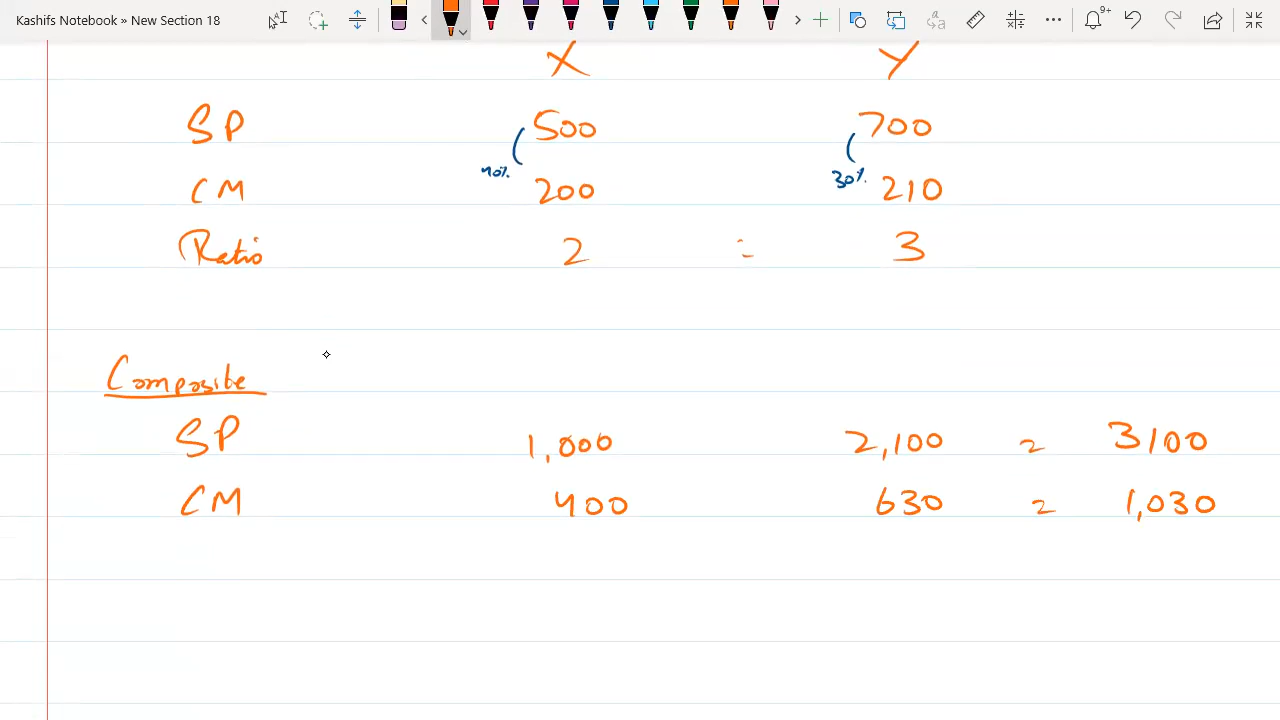 Kashifs Notebook » New Section 18
9+
X Y
SP 500 700
40% 30%
CM 200 210
Ratio 2 : 3
Composite
SP 1,000 2,100 = 3100
CM 400 630 = 1,030